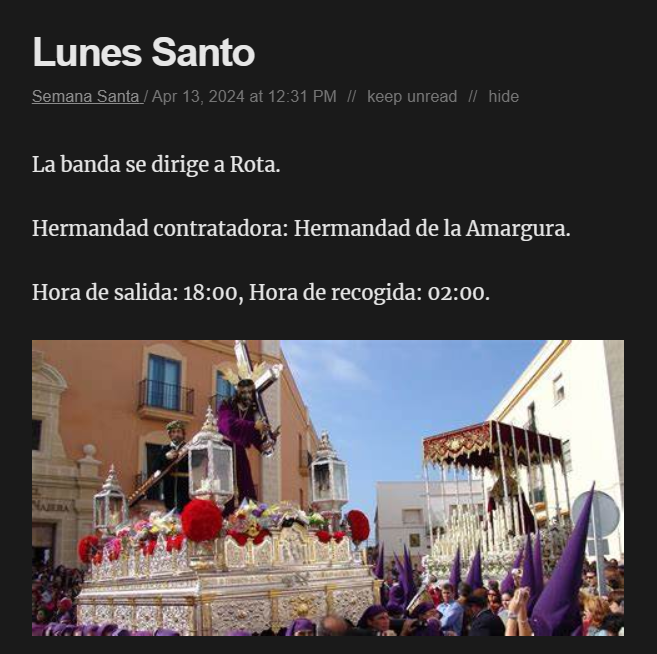 Lunes Santo
Semana Santa / Apr 13, 2024 at 12:31 PM // keep unread // hide
La banda se dirige a Rota.
Hermandad contratadora: Hermandad de la Amargura.
Hora de salida: 18:00, Hora de recogida: 02:00.